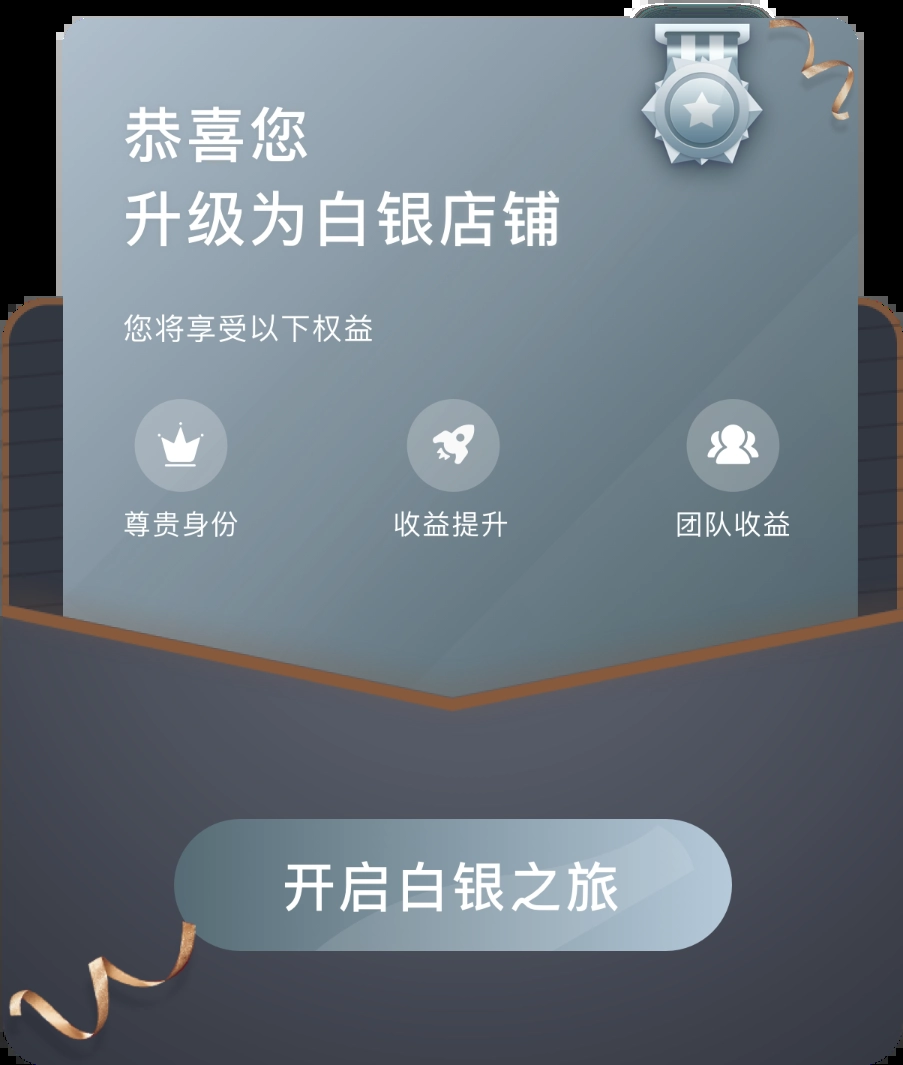 恭喜您
升级为白银店铺
您将享受以下权益
尊贵身份 收益提升 团队收益
开启白银之旅